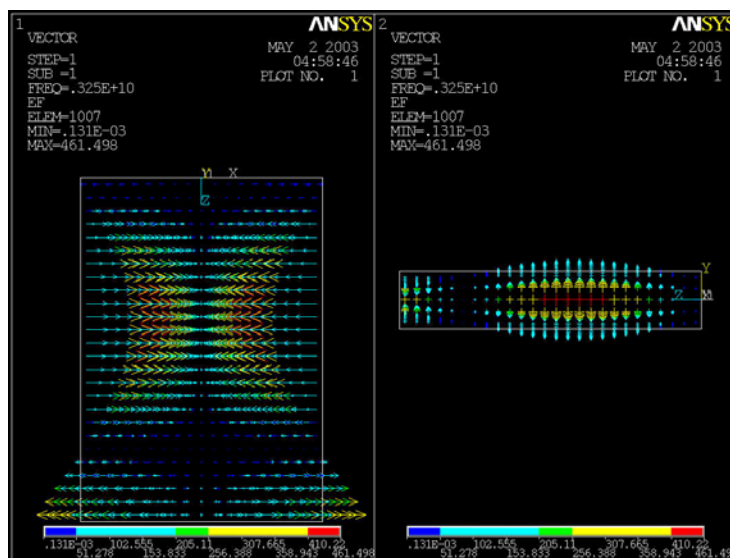 1
ANSYS
VECTOR
MAY 2 2003
04:58:46
PLOT NO. 1
STEP=1
SUB =1
FREQ=.325E+10
EF
ELEM=1007
MIN=.131E-03
MAX=461.498
X
Z
.131E-03 102.555 205.11 307.665 410.22
51.278 153.833 256.388 358.943 461.498
2
ANSYS
VECTOR
MAY 2 2003
04:58:46
PLOT NO. 1
STEP=1
SUB =1
FREQ=.325E+10
EF
ELEM=1007
MIN=.131E-03
MAX=461.498
Y
Z
.131E-03 102.555 205.11 307.665 410.22
51.278 153.833 256.388 358.943 461.498